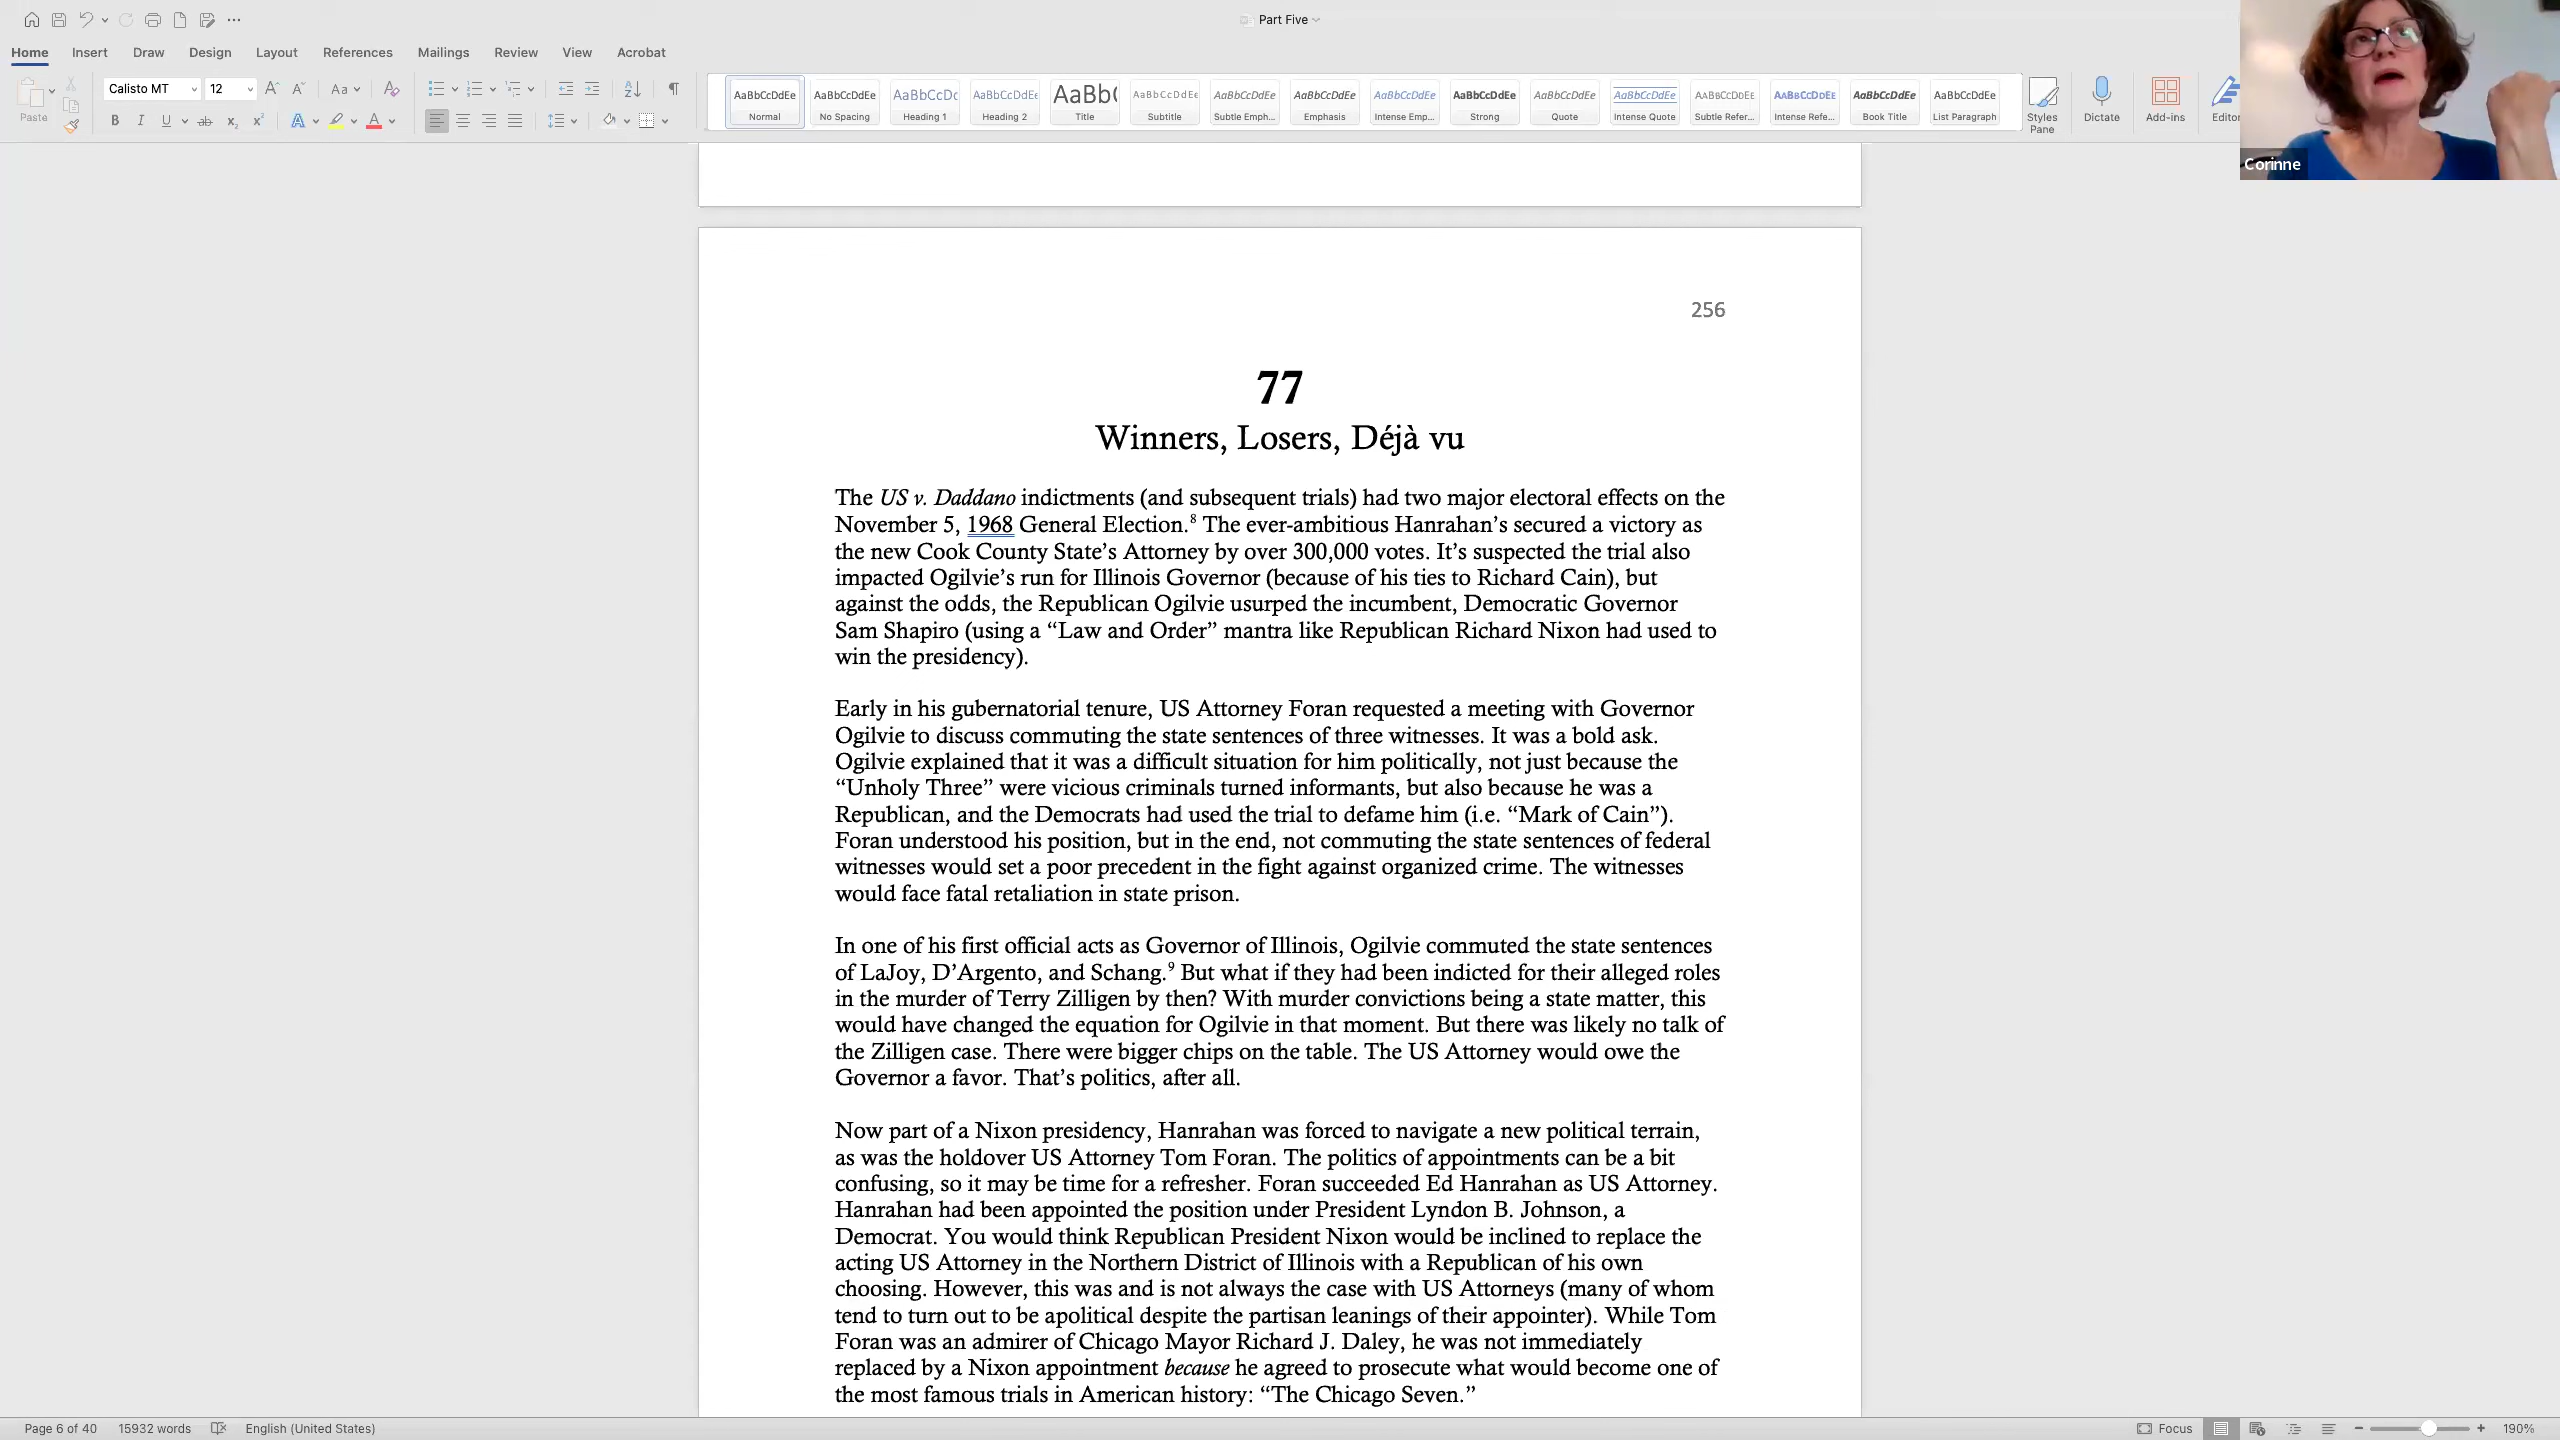 Part Five
Home Insert Draw Design Layout References Mailings Review View Acrobat
Paste
Calisto MT 12
Aa
B I U ab x₂ x²
A A
AaBbCcDdEe Normal
AaBbCcDdEe No Spacing
AaBbCcDc Heading 1
AaBbCcDdEe Heading 2
AaBb( Title
AaBbCcDdEe Subtitle
AaBbCcDdEe Subtle Emph...
AaBbCcDdEe Emphasis
AaBbCcDdEe Intense Emp...
AaBbCcDdEe Strong
AaBbCcDdEe Quote
AaBbCcDdEe Intense Quote
AaBbCcDdEe Subtle Refer...
AaBbCcDdEe Intense Refe...
AaBbCcDdEe Book Title
AaBbCcDdEe List Paragraph
Styles Pane
Dictate
Add-ins
Editor
Corinne
256
77
Winners, Losers, Déjà vu
The US v. Daddano indictments (and subsequent trials) had two major electoral effects on the
November 5, 1968 General Election.⁸ The ever-ambitious Hanrahan’s secured a victory as
the new Cook County State’s Attorney by over 300,000 votes. It’s suspected the trial also
impacted Ogilvie’s run for Illinois Governor (because of his ties to Richard Cain), but
against the odds, the Republican Ogilvie usurped the incumbent, Democratic Governor
Sam Shapiro (using a “Law and Order” mantra like Republican Richard Nixon had used to
win the presidency).
Early in his gubernatorial tenure, US Attorney Foran requested a meeting with Governor
Ogilvie to discuss commuting the state sentences of three witnesses. It was a bold ask.
Ogilvie explained that it was a difficult situation for him politically, not just because the
“Unholy Three” were vicious criminals turned informants, but also because he was a
Republican, and the Democrats had used the trial to defame him (i.e. “Mark of Cain”).
Foran understood his position, but in the end, not commuting the state sentences of federal
witnesses would set a poor precedent in the fight against organized crime. The witnesses
would face fatal retaliation in state prison.
In one of his first official acts as Governor of Illinois, Ogilvie commuted the state sentences
of LaJoy, D’Argento, and Schang.⁹ But what if they had been indicted for their alleged roles
in the murder of Terry Zilligen by then? With murder convictions being a state matter, this
would have changed the equation for Ogilvie in that moment. But there was likely no talk of
the Zilligen case. There were bigger chips on the table. The US Attorney would owe the
Governor a favor. That’s politics, after all.
Now part of a Nixon presidency, Hanrahan was forced to navigate a new political terrain,
as was the holdover US Attorney Tom Foran. The politics of appointments can be a bit
confusing, so it may be time for a refresher. Foran succeeded Ed Hanrahan as US Attorney.
Hanrahan had been appointed the position under President Lyndon B. Johnson, a
Democrat. You would think Republican President Nixon would be inclined to replace the
acting US Attorney in the Northern District of Illinois with a Republican of his own
choosing. However, this was and is not always the case with US Attorneys (many of whom
tend to turn out to be apolitical despite the partisan leanings of their appointer). While Tom
Foran was an admirer of Chicago Mayor Richard J. Daley, he was not immediately
replaced by a Nixon appointment because he agreed to prosecute what would become one of
the most famous trials in American history: “The Chicago Seven.”
Page 6 of 40 15932 words English (United States) Focus 190%